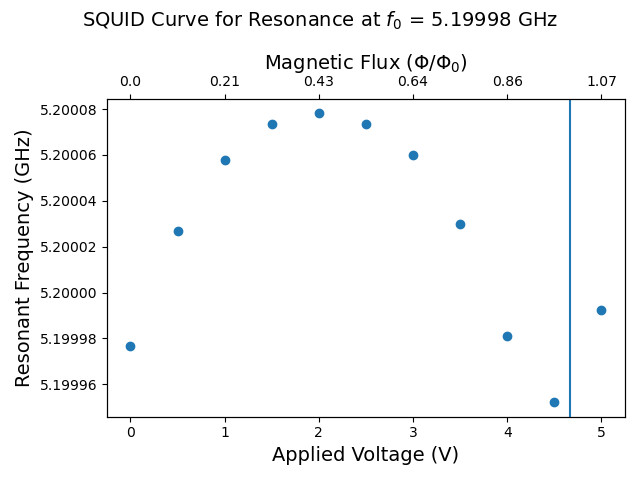 SQUID Curve for Resonance at f₀ = 5.19998 GHz
Magnetic Flux (Φ/Φ₀)
0.0 0.21 0.43 0.64 0.86 1.07
5.20008
5.20006
5.20004
5.20002
5.20000
5.19998
5.19996
Resonant Frequency (GHz)
0 1 2 3 4 5
Applied Voltage (V)